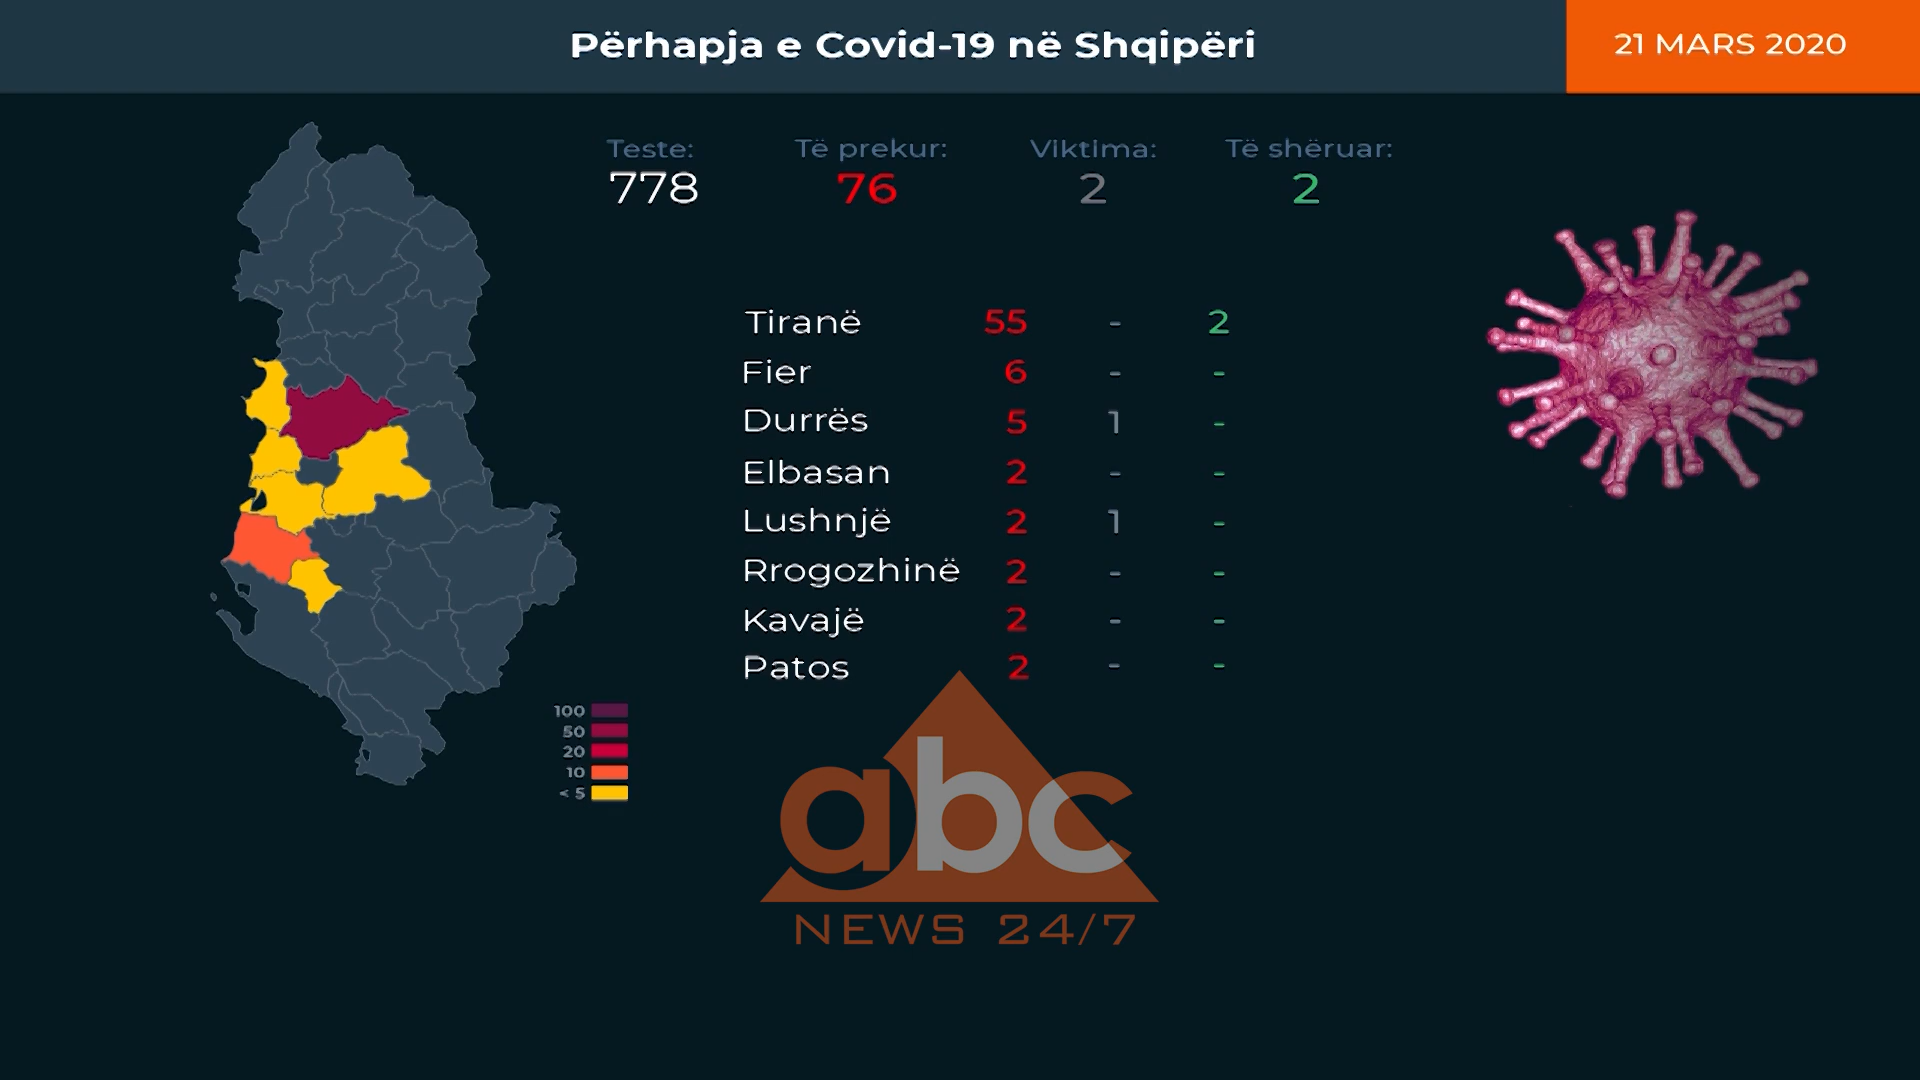 Përhapja e Covid-19 në Shqipëri
21 MARS 2020
Teste: Të prekur: Viktima: Të shëruar:
778 76 2 2
Tiranë 55 - 2
Fier 6 - -
Durrës 5 1 -
Elbasan 2 - -
Lushnjë 2 1 -
Rrogozhinë 2 - -
Kavajë 2 - -
Patos 2 - -
100
50
20
10
< 5
abc
NEWS 24/7